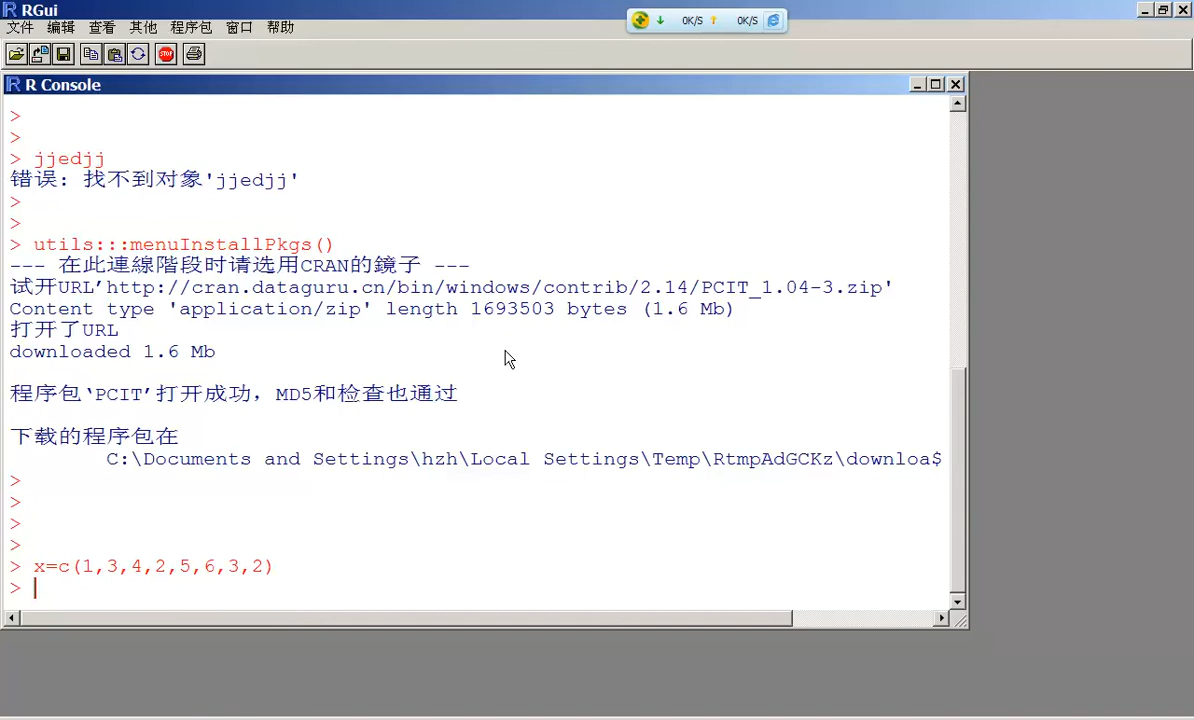 RGui
文件 编辑 查看 其他 程序包 窗口 帮助
0K/S 0K/S
STOP
R Console
>
>
> jjedjj
错误: 找不到对象'jjedjj'
>
>
> utils:::menuInstallPkgs()
--- 在此連線階段时请选用CRAN的鏡子 ---
试开URL’http://cran.dataguru.cn/bin/windows/contrib/2.14/PCIT_1.04-3.zip'
Content type 'application/zip' length 1693503 bytes (1.6 Mb)
打开了URL
downloaded 1.6 Mb
程序包‘PCIT’打开成功，MD5和检查也通过
下载的程序包在
C:\Documents and Settings\hzh\Local Settings\Temp\RtmpAdGCKz\downloa$
>
>
>
>
> x=c(1,3,4,2,5,6,3,2)
>